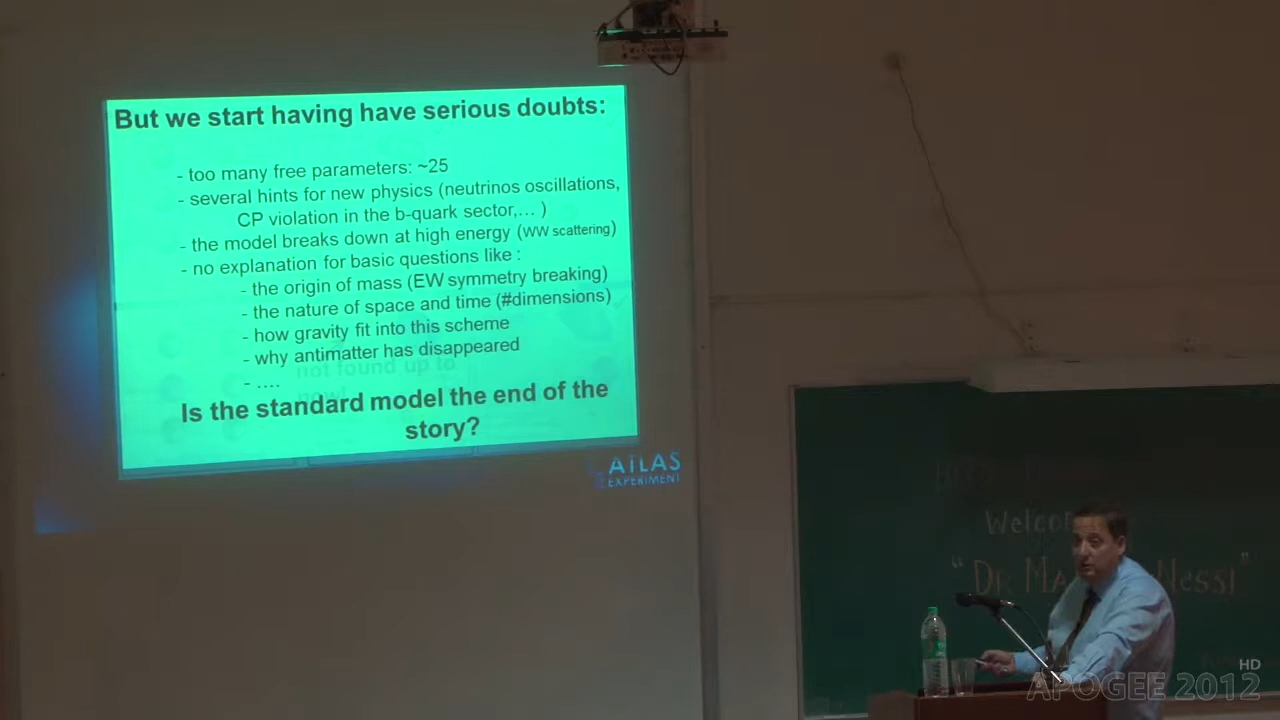 But we start having have serious doubts:
- too many free parameters: ~25
- several hints for new physics (neutrinos oscillations,
CP violation in the b-quark sector,... )
- the model breaks down at high energy (WW scattering)
- no explanation for basic questions like :
- the origin of mass (EW symmetry breaking)
- the nature of space and time (#dimensions)
- how gravity fit into this scheme
- why antimatter has disappeared
- ....
not found up to
Is the standard model the end of the
story?
ATLAS
EXPERIMENT
"DR Nessi"
HD
APOGEE 2012